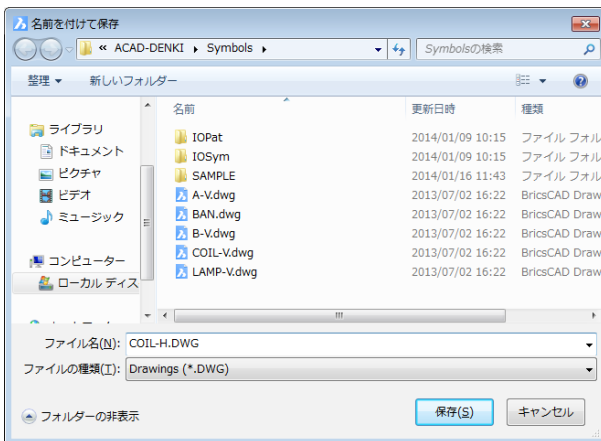 名前を付けて保存
« ACAD-DENKI ▸ Symbols ▸
Symbolsの検索
整理 ▼ 新しいフォルダー
名前 更新日時 種類
ライブラリ
ドキュメント
ピクチャ
ビデオ
ミュージック
コンピューター
ローカル ディス
IOPat 2014/01/09 10:15 ファイル フォル
IOSym 2014/01/09 10:15 ファイル フォル
SAMPLE 2014/01/16 11:43 ファイル フォル
A-V.dwg 2013/07/02 16:22 BricsCAD Draw
BAN.dwg 2013/07/02 16:22 BricsCAD Draw
B-V.dwg 2013/07/02 16:22 BricsCAD Draw
COIL-V.dwg 2013/07/02 16:22 BricsCAD Draw
LAMP-V.dwg 2013/07/02 16:22 BricsCAD Draw
ファイル名(N): COIL-H.DWG
ファイルの種類(T): Drawings (*.DWG)
フォルダーの非表示
保存(S)
キャンセル